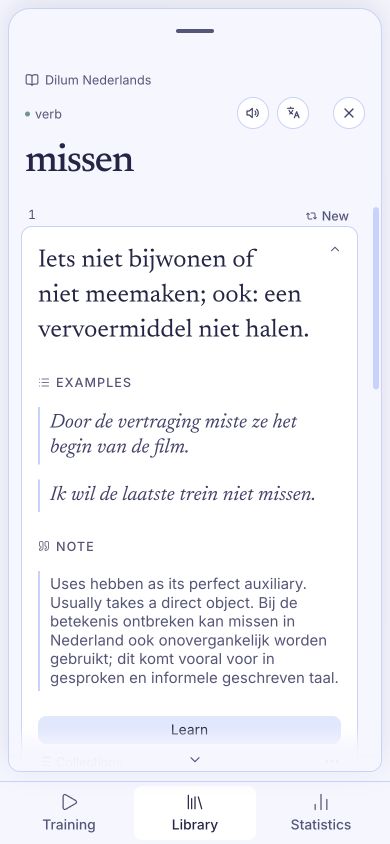 Dilum Nederlands
verb
missen
1
New
Iets niet bijwonen of
niet meemaken; ook: een
vervoermiddel niet halen.
EXAMPLES
Door de vertraging miste ze het
begin van de film.
Ik wil de laatste trein niet missen.
NOTE
Uses hebben as its perfect auxiliary.
Usually takes a direct object. Bij de
betekenis ontbreken kan missen in
Nederland ook onovergankelijk worden
gebruikt; dit komt vooral voor in
gesproken en informele geschreven taal.
Learn
Collections
Training
Library
Statistics